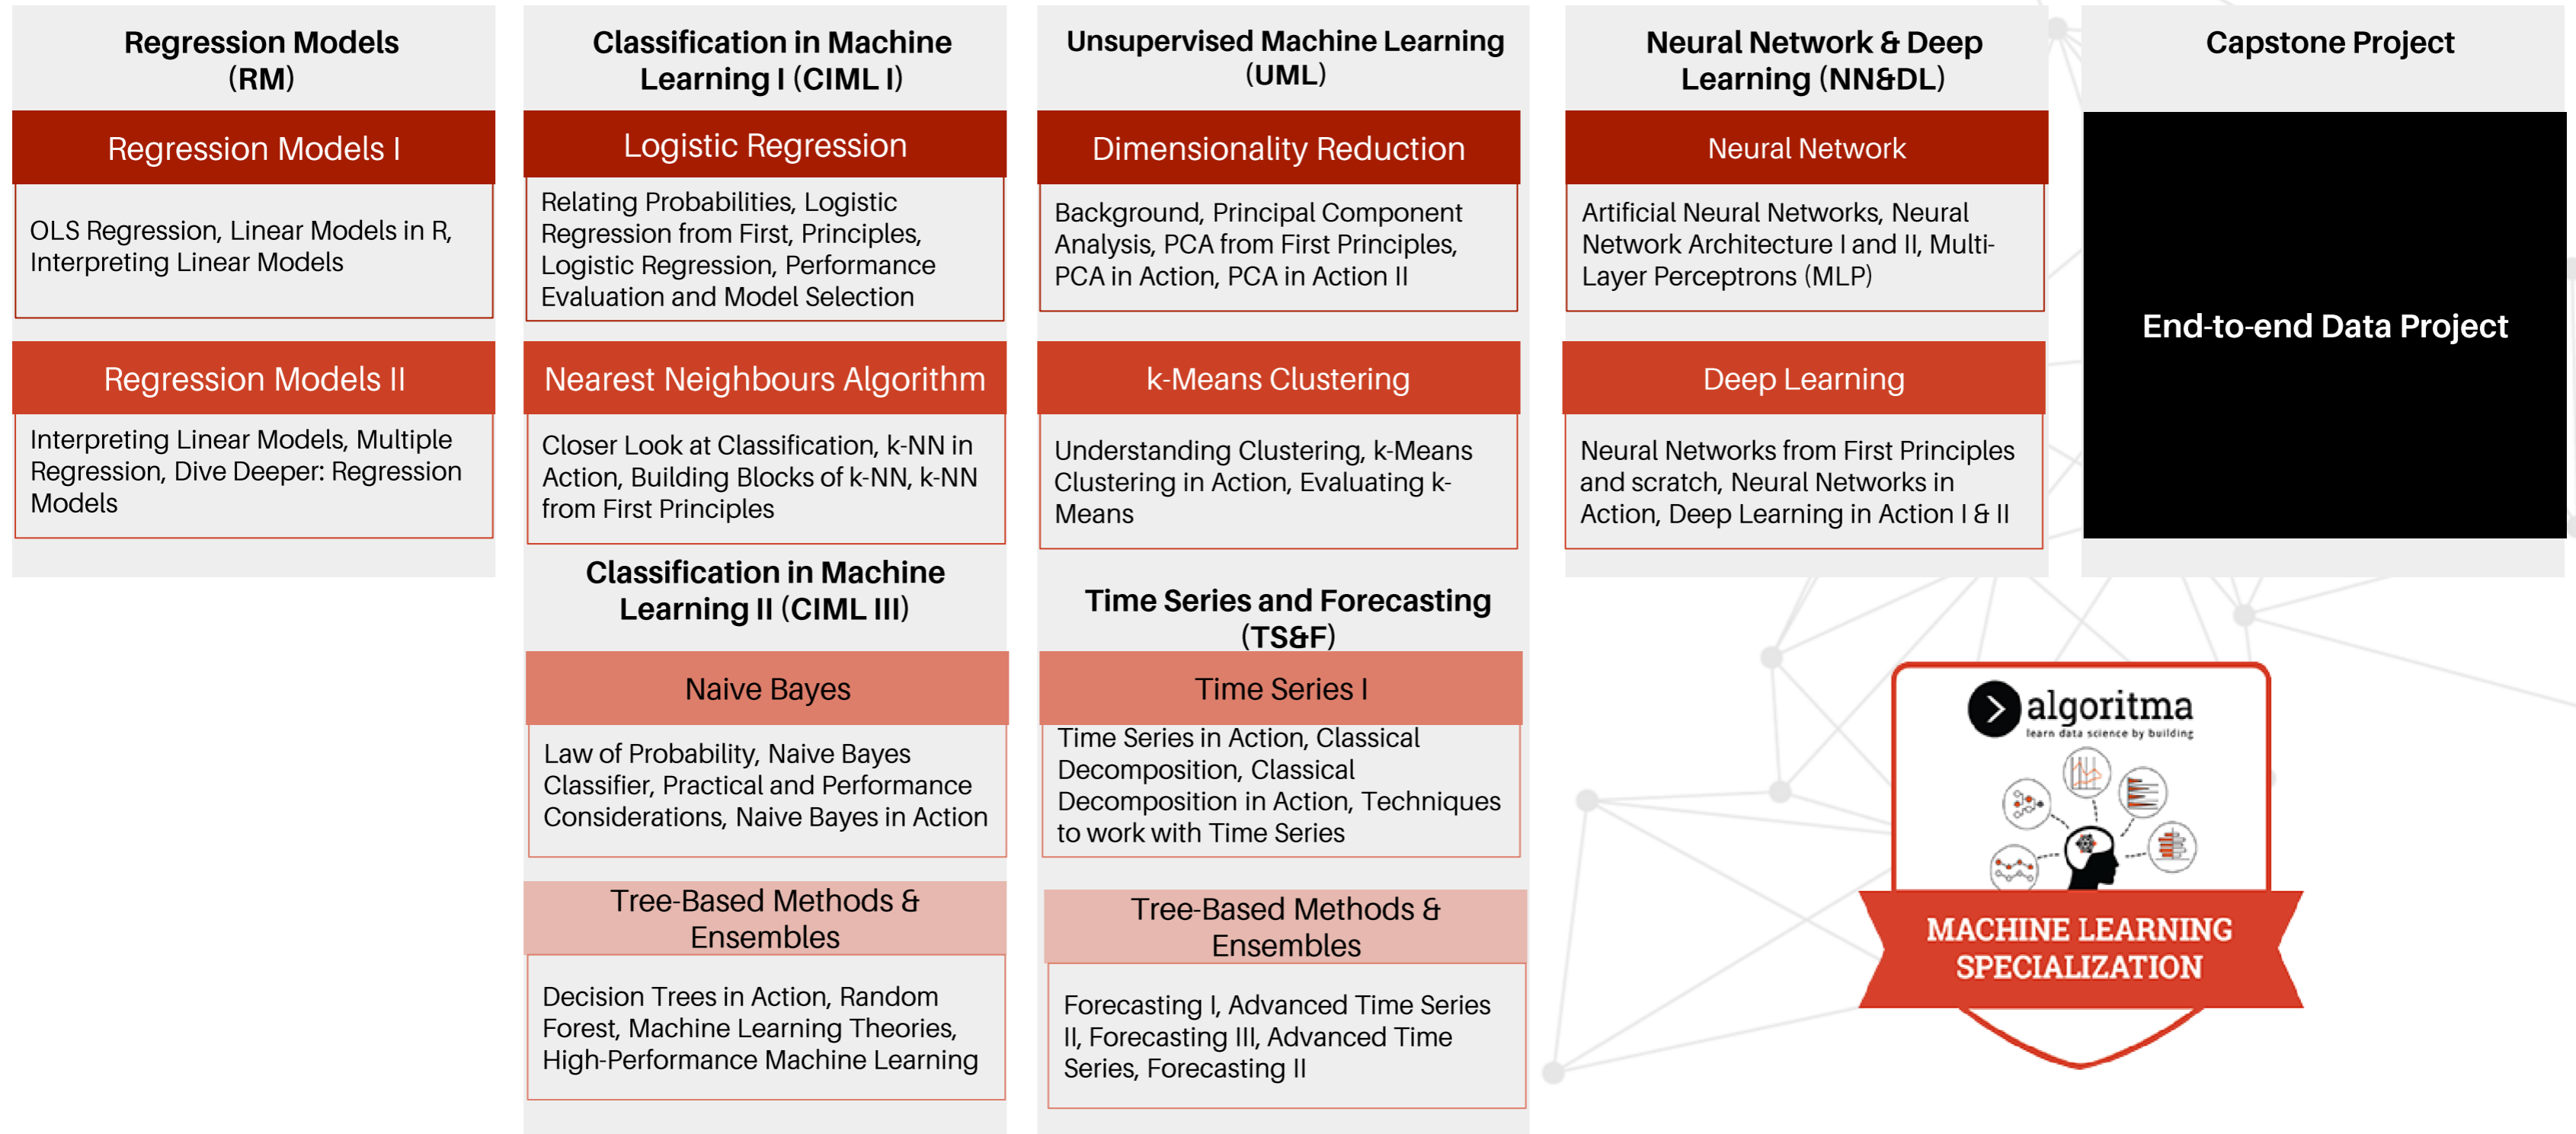 Regression Models
(RM)
Regression Models I
OLS Regression, Linear Models in R,
Interpreting Linear Models
Regression Models II
Interpreting Linear Models, Multiple
Regression, Dive Deeper: Regression
Models
Classification in Machine
Learning I (CIML I)
Logistic Regression
Relating Probabilities, Logistic
Regression from First, Principles,
Logistic Regression, Performance
Evaluation and Model Selection
Nearest Neighbours Algorithm
Closer Look at Classification, k-NN in
Action, Building Blocks of k-NN, k-NN
from First Principles
Classification in Machine
Learning II (CIML III)
Naive Bayes
Law of Probability, Naive Bayes
Classifier, Practical and Performance
Considerations, Naive Bayes in Action
Tree-Based Methods &
Ensembles
Decision Trees in Action, Random
Forest, Machine Learning Theories,
High-Performance Machine Learning
Unsupervised Machine Learning
(UML)
Dimensionality Reduction
Background, Principal Component
Analysis, PCA from First Principles,
PCA in Action, PCA in Action II
k-Means Clustering
Understanding Clustering, k-Means
Clustering in Action, Evaluating k-
Means
Time Series and Forecasting
(TS&F)
Time Series I
Time Series in Action, Classical
Decomposition, Classical
Decomposition in Action, Techniques
to work with Time Series
Tree-Based Methods &
Ensembles
Forecasting I, Advanced Time Series
II, Forecasting III, Advanced Time
Series, Forecasting II
Neural Network & Deep
Learning (NN&DL)
Neural Network
Artificial Neural Networks, Neural
Network Architecture I and II, Multi-
Layer Perceptrons (MLP)
Deep Learning
Neural Networks from First Principles
and scratch, Neural Networks in
Action, Deep Learning in Action I & II
Capstone Project
End-to-end Data Project
algoritma
learn data science by building
MACHINE LEARNING
SPECIALIZATION